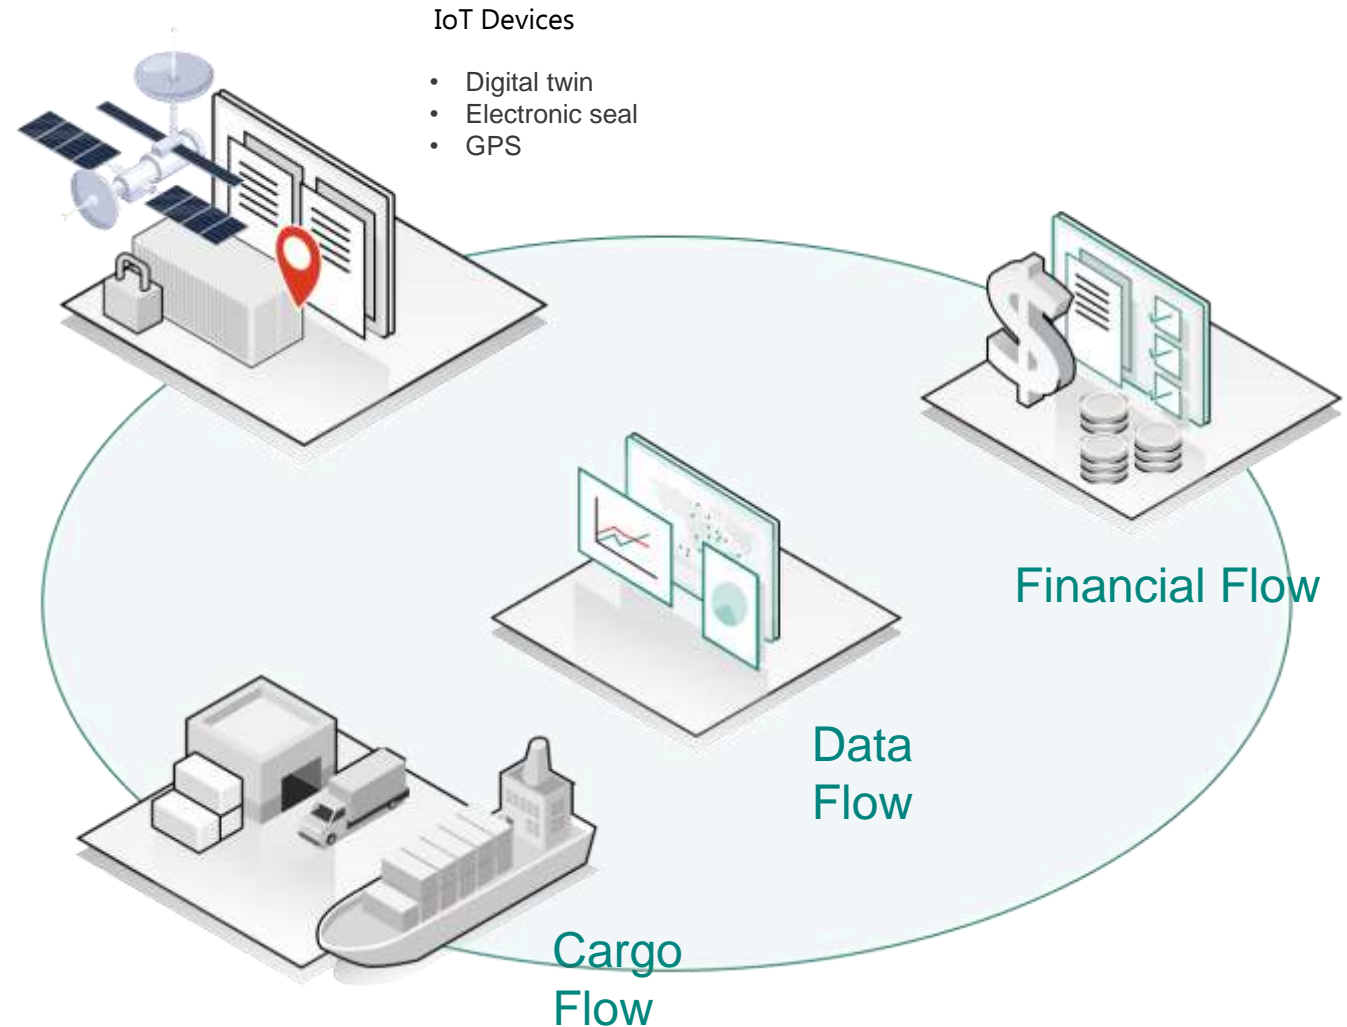 IoT Devices
• Digital twin
• Electronic seal
• GPS
Financial Flow
Data
Flow
Cargo
Flow